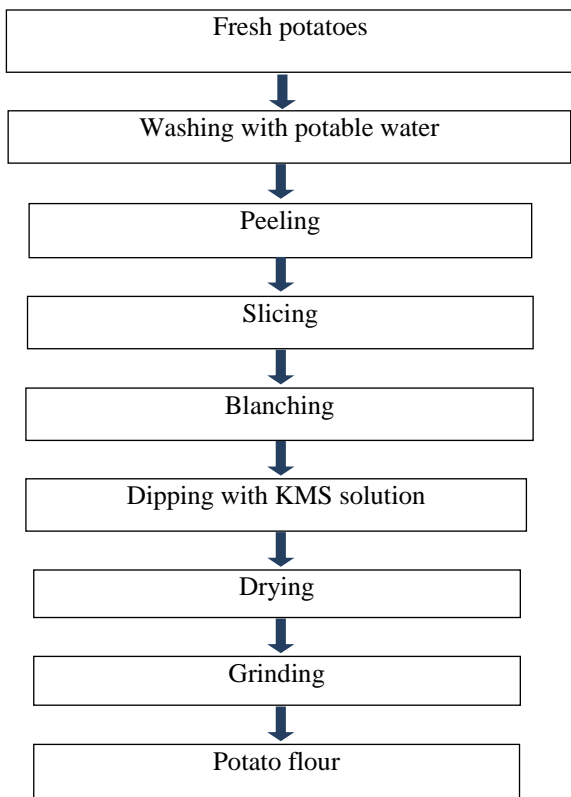 Fresh potatoes
Washing with potable water
Peeling
Slicing
Blanching
Dipping with KMS solution
Drying
Grinding
Potato flour